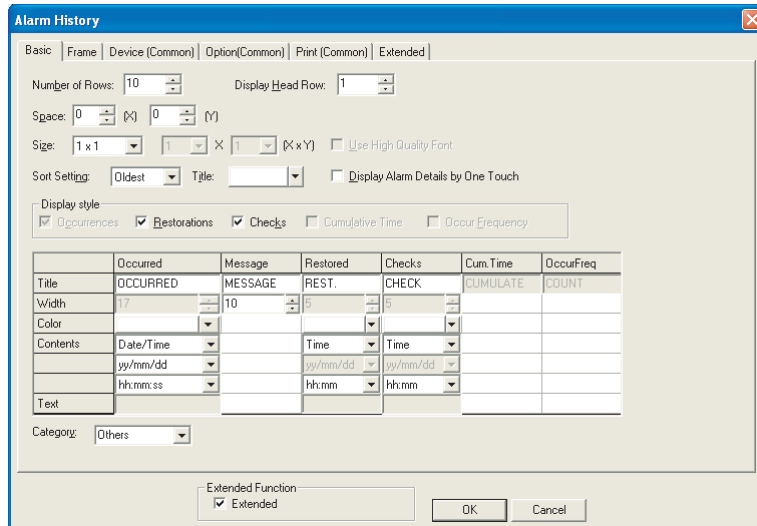 Alarm History
Basic Frame Device (Common) Option(Common) Print (Common) Extended
Number of Rows: 10 Display Head Row: 1
Space: 0 (X) 0 (Y)
Size: 1 x 1 1 X 1 (X x Y) Use High Quality Font
Sort Setting: Oldest Title: Display Alarm Details by One Touch
Display style
Occurrences Restorations Checks Cumulative Time Occur Frequency
Occurred Message Restored Checks Cum.Time OccurFreq
Title OCCURRED MESSAGE REST. CHECK CUMULATE COUNT
Width 17 10 5 5
Color
Contents Date/Time Time Time
yy/mm/dd yy/mm/dd yy/mm/dd
hh:mm:ss hh:mm hh:mm
Text
Category: Others
Extended Function
Extended
OK Cancel